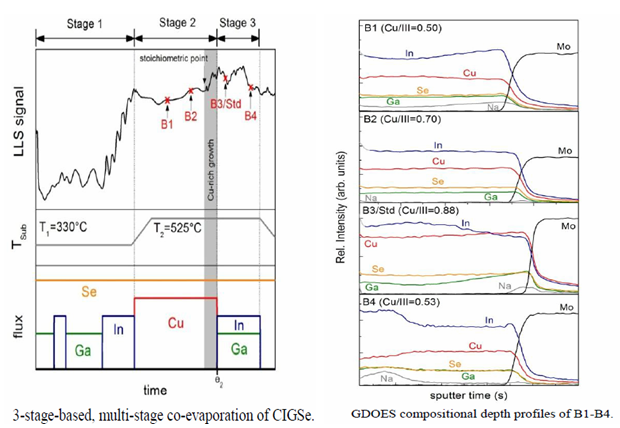 Stage 1
Stage 2
Stage 3
stoichiometric point
LLS signal
B1
B2
B3/Std
B4
Cu-rich growth
TSub
T1=330°C
T2=525°C
flux
Se
In
Ga
In
Cu
In
Ga
time
θ2
3-stage-based, multi-stage co-evaporation of CIGSe.
Rel. Intensity (arb. units)
B1 (Cu/III=0.50)
Mo
In
Cu
Se
Ga
Na
B2 (Cu/III=0.70)
Mo
In
Cu
Se
Ga
Na
B3/Std (Cu/III=0.88)
Mo
In
Cu
Se
Ga
Na
B4 (Cu/III=0.53)
Mo
In
Cu
Se
Ga
Na
sputter time (s)
GDOES compositional depth profiles of B1-B4.